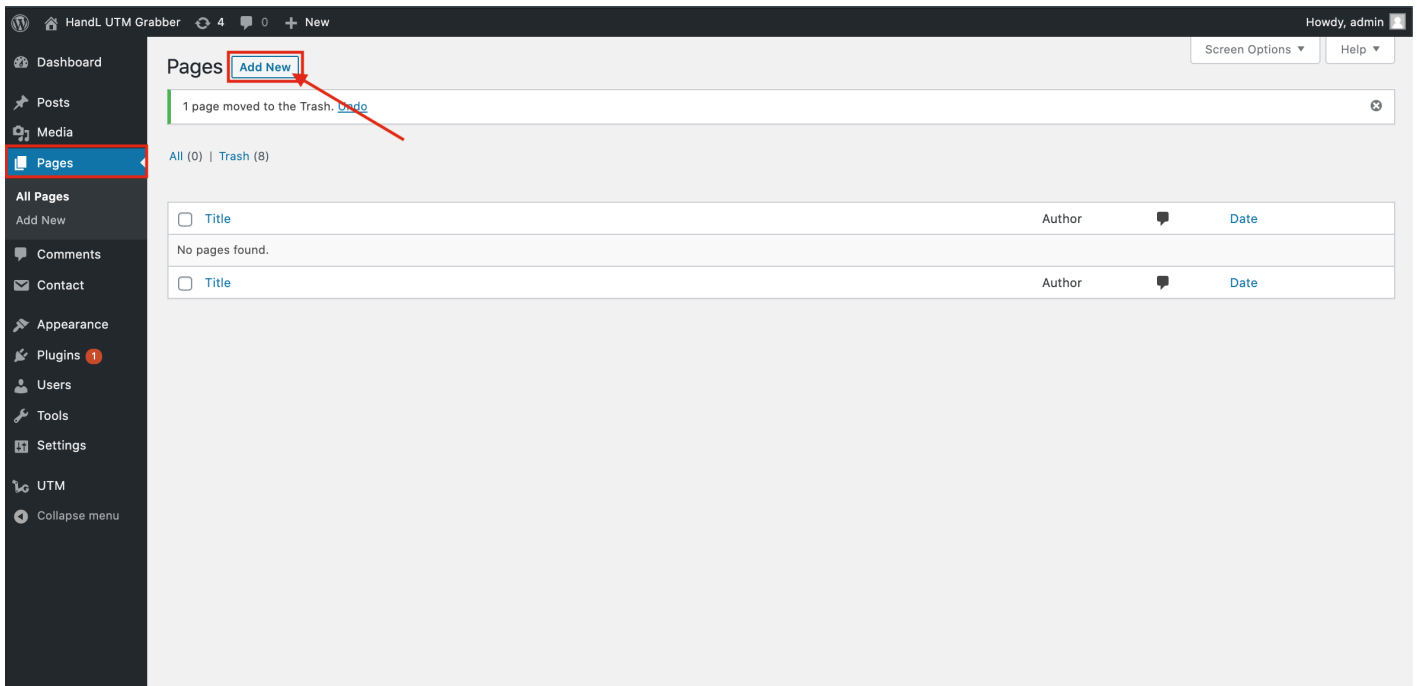 HandL UTM Grabber 4 0 New Howdy, admin
Screen Options Help
Dashboard
Posts
Media
Pages
All Pages
Add New
Comments
Contact
Appearance
Plugins 1
Users
Tools
Settings
UTM
Collapse menu
Pages Add New
1 page moved to the Trash. Undo
All (0) | Trash (8)
Title Author Date
No pages found.
Title Author Date